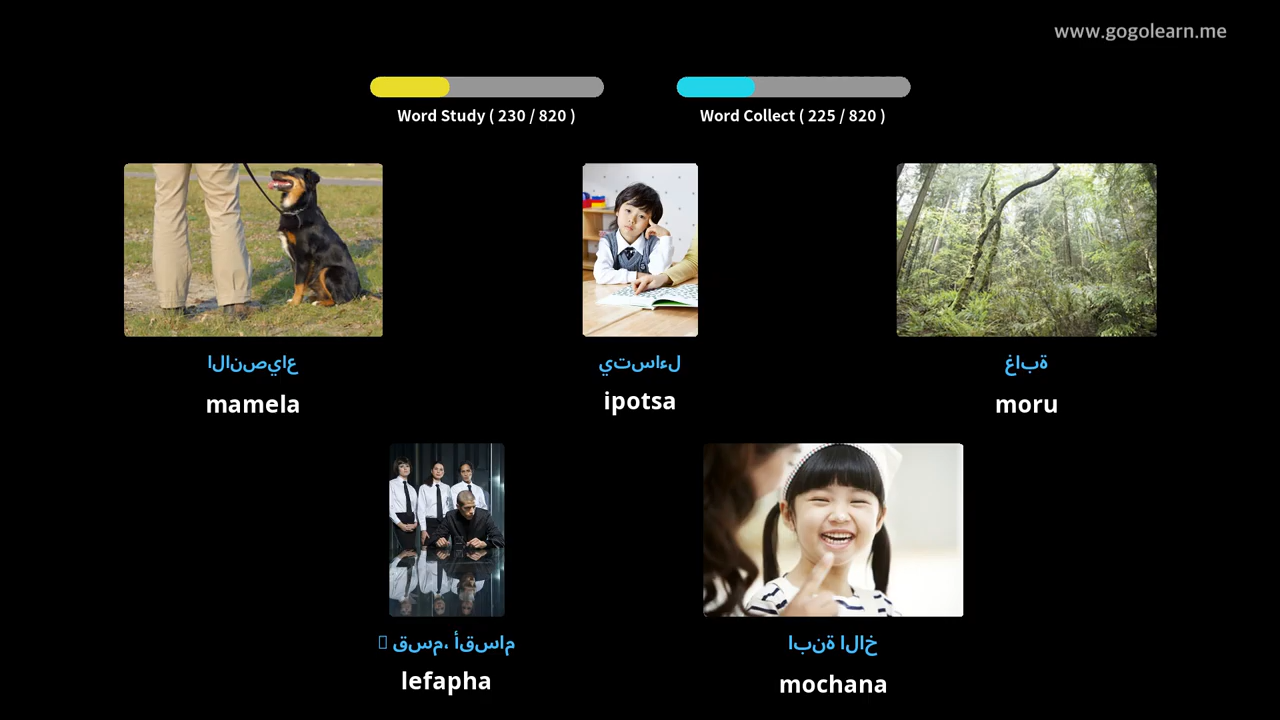 www.gogolearn.me
Word Study ( 230 / 820 )
Word Collect ( 225 / 820 )
الانصياع
يتساءل
غابة
mamela
ipotsa
moru
قسم، أقسام
ابنة الاخ
lefapha
mochana